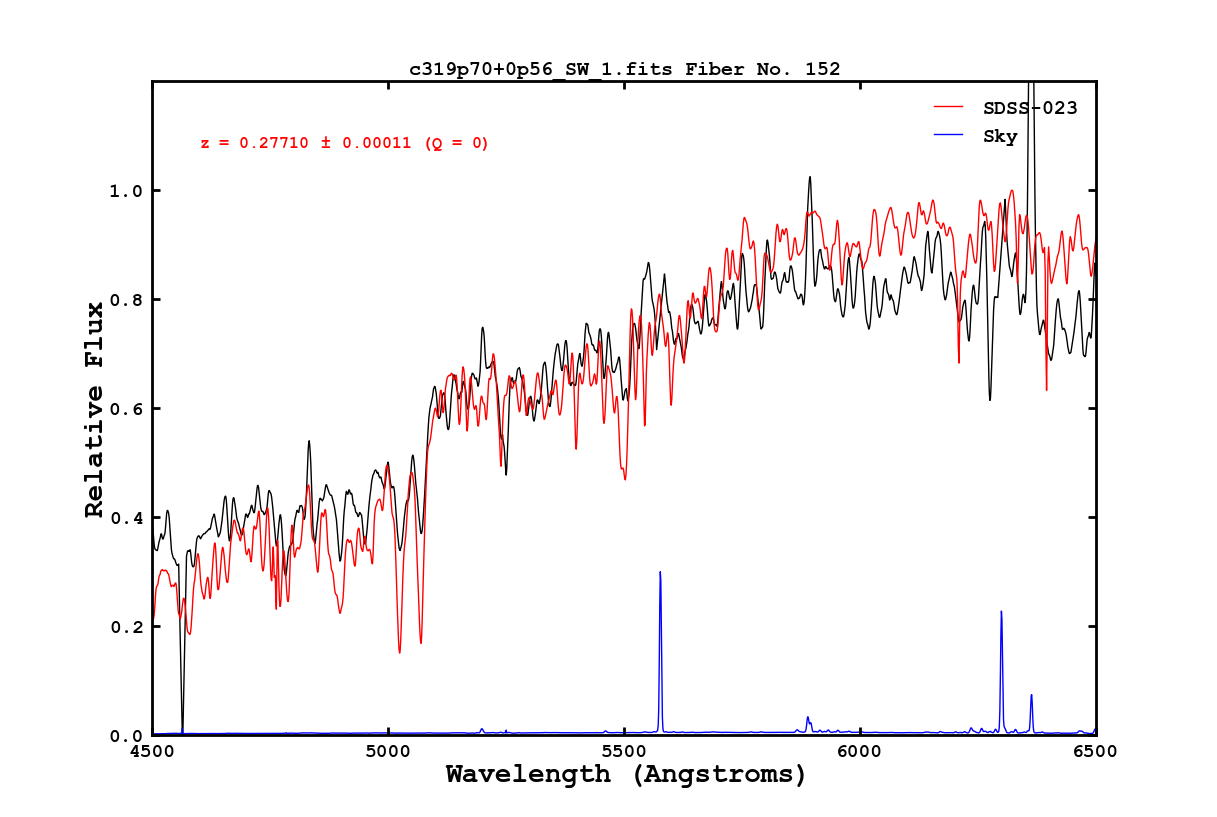 c319p70+0p56_SW_1.fits Fiber No. 152
SDSS-023
Sky
z = 0.27710 ± 0.00011 (Q = 0)
Relative Flux
1.0
0.8
0.6
0.4
0.2
0.0
4500 5000 5500 6000 6500
Wavelength (Angstroms)